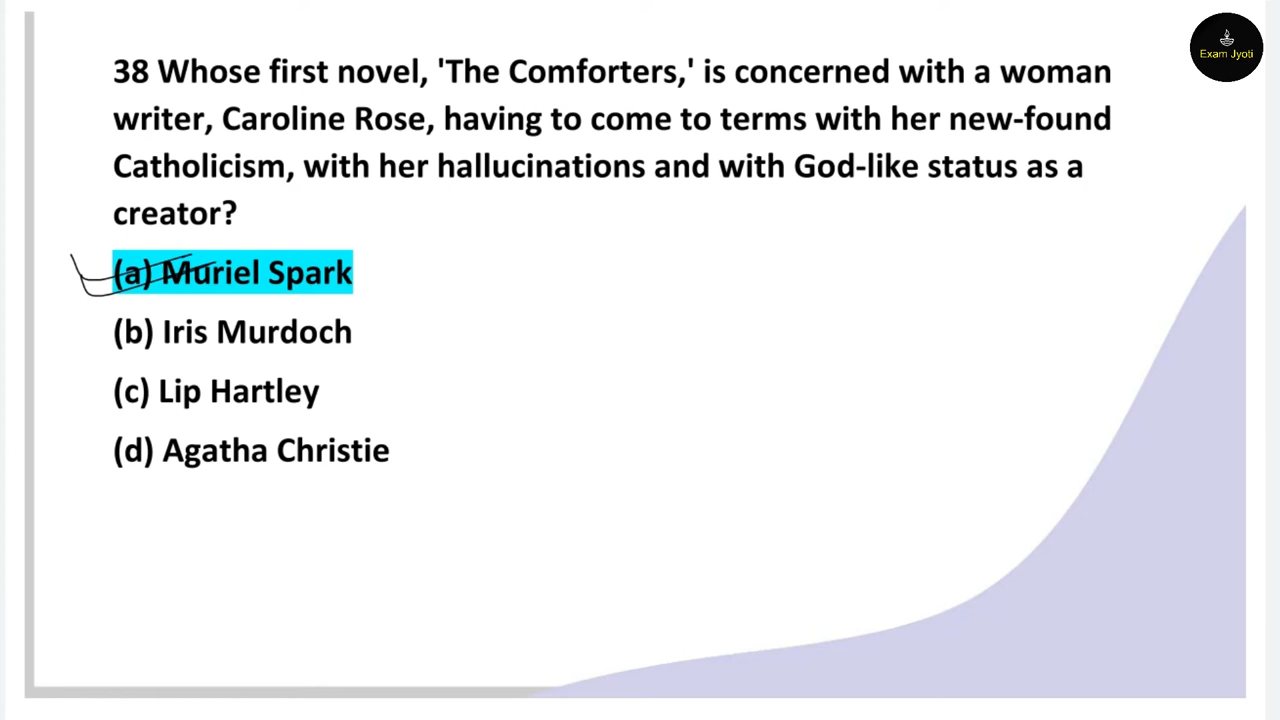 Exam Jyoti
38 Whose first novel, 'The Comforters,' is concerned with a woman
writer, Caroline Rose, having to come to terms with her new-found
Catholicism, with her hallucinations and with God-like status as a
creator?
(a) Muriel Spark
(b) Iris Murdoch
(c) Lip Hartley
(d) Agatha Christie